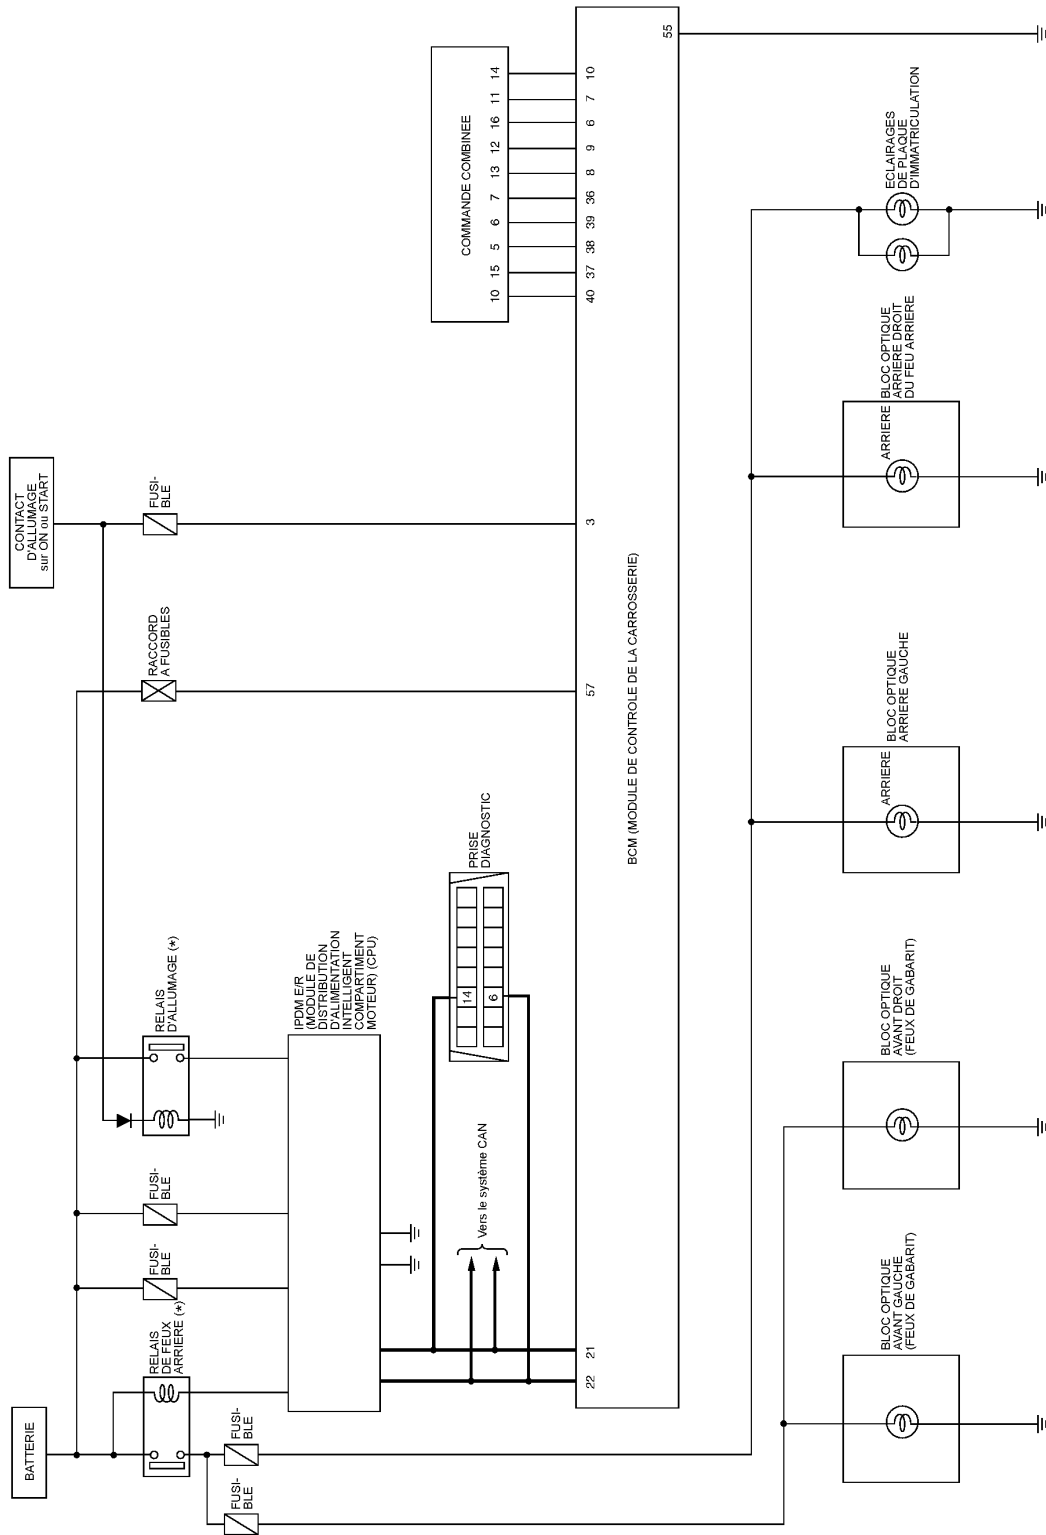 BATTERIE
CONTACT
D'ALLUMAGE
sur ON ou START
RELAIS
DE FEUX
ARRIERE (*)
FUSI-
BLE
FUSI-
BLE
RELAIS
D'ALLUMAGE (*)
RACCORD
A FUSIBLES
FUSI-
BLE
FUSI-
BLE
FUSI-
BLE
IPDM E/R
(MODULE DE
DISTRIBUTION
D'ALIMENTATION
INTELLIGENT
COMPARTIMENT
MOTEUR) (CPU)
COMMANDE COMBINEE
10 15 5 6 7 13 12 16 11 14
Vers le système CAN
14
6
PRISE
DIAGNOSTIC
22 21 57 3 40 37 38 39 36 8 9 6 7 10
BCM (MODULE DE CONTROLE DE LA CARROSSERIE)
55
BLOC OPTIQUE
AVANT GAUCHE
(FEUX DE GABARIT)
BLOC OPTIQUE
AVANT DROIT
(FEUX DE GABARIT)
ARRIERE
BLOC OPTIQUE
ARRIERE GAUCHE
ARRIERE
BLOC OPTIQUE
ARRIERE DROIT
DU FEU ARRIERE
ECLAIRAGES
DE PLAQUE
D'IMMATRICULATION